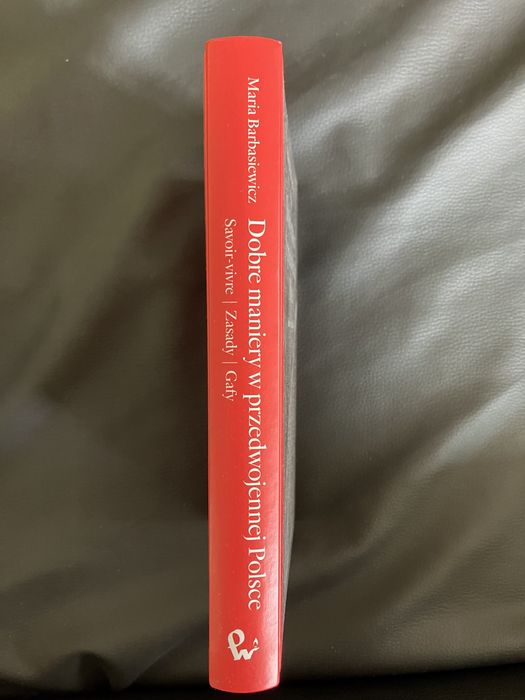 Maria Barbasiewicz
Dobre maniery w przedwojennej Polsce
Savoir-vivre | Zasady | Gafy